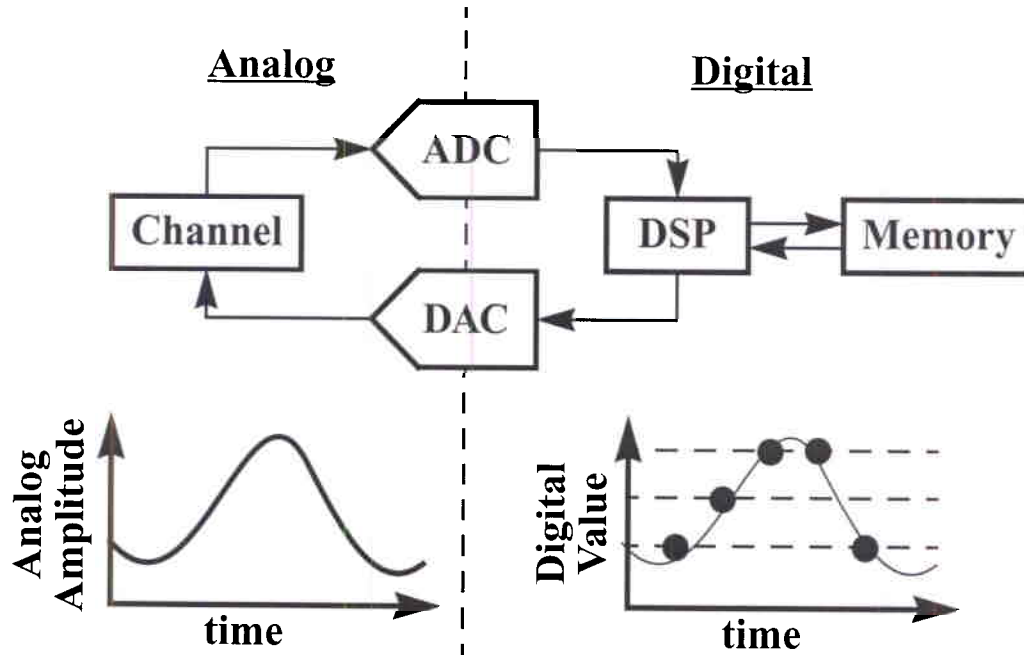 Analog
Digital
ADC
Channel
DSP
Memory
DAC
Analog
Amplitude
time
Digital
Value
time